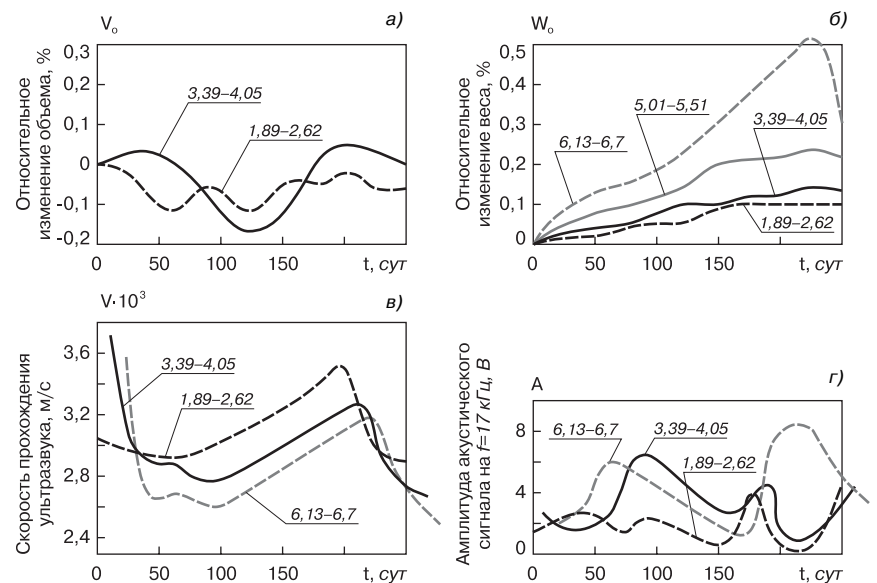 V₀ а)
Относительное
изменение объема, %
0,3
0,2
0,1
0
-0,1
-0,2
3,39–4,05
1,89–2,62
0 50 100 150 t, сут
W₀ б)
Относительное
изменение веса, %
0,5
0,4
0,3
0,2
0,1
0
6,13–6,7
5,01–5,51
3,39–4,05
1,89–2,62
0 50 100 150 t, сут
V·10³ в)
Скорость прохождения
ультразвука, м/с
3,6
3,2
2,8
2,4
3,39–4,05
1,89–2,62
6,13–6,7
0 50 100 150 t, сут
A г)
Амплитуда акустического
сигнала на f=17 кГц, В
8
4
2
0
6,13–6,7
3,39–4,05
1,89–2,62
0 50 100 150 t, сут